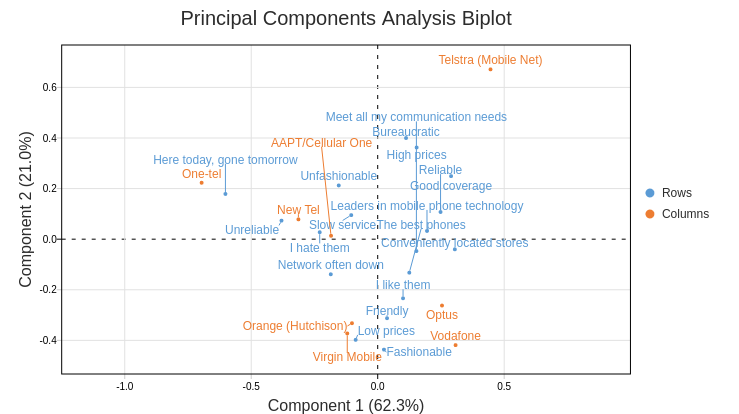 Principal Components Analysis Biplot
Telstra (Mobile Net)
0.6
Meet all my communication needs
Bureaucratic
0.4
AAPT/Cellular One
High prices
Here today, gone tomorrow
Reliable
One-tel
Unfashionable
Good coverage
0.2
Rows
Leaders in mobile phone technology
New Tel
Columns
Slow service
The best phones
Unreliable
0.0
Conveniently located stores
I hate them
Network often down
I like them
-0.2
Friendly
Optus
Orange (Hutchison)
Low prices
Vodafone
-0.4
Virgin Mobile
Fashionable
Component 2 (21.0%)
-1.0
-0.5
0.0
0.5
Component 1 (62.3%)